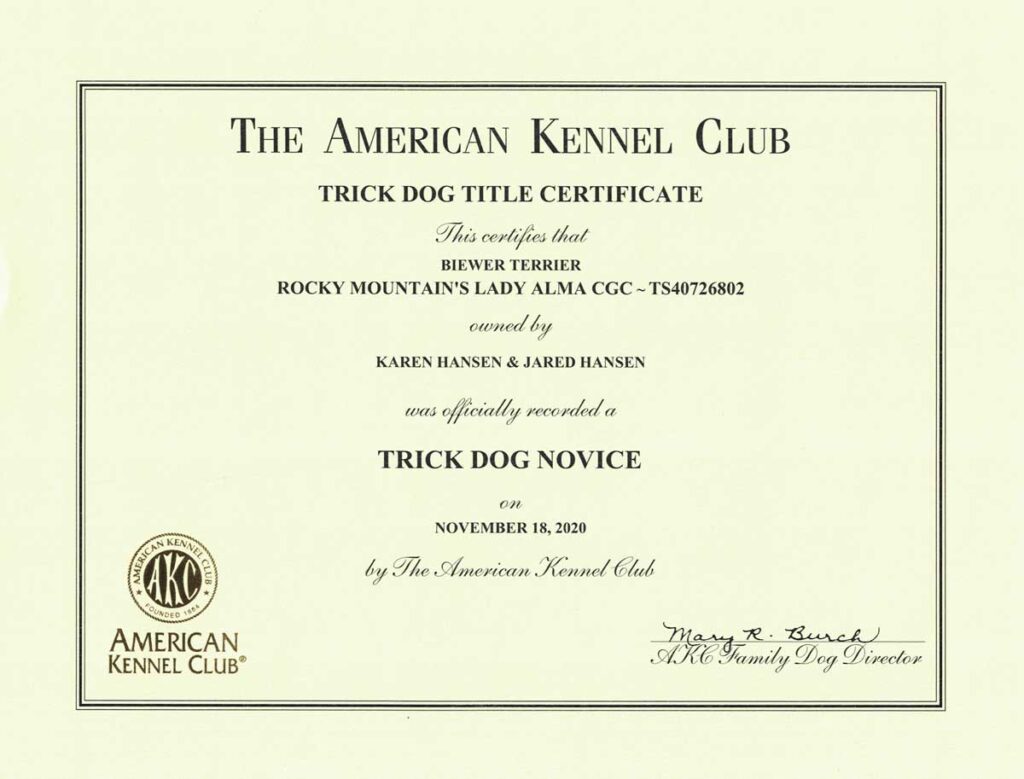 THE AMERICAN KENNEL CLUB
TRICK DOG TITLE CERTIFICATE
This certifies that
BIEWER TERRIER
ROCKY MOUNTAIN'S LADY ALMA CGC ~ TS40726802
owned by
KAREN HANSEN & JARED HANSEN
was officially recorded a
TRICK DOG NOVICE
on
NOVEMBER 18, 2020
by The American Kennel Club
AMERICAN KENNEL CLUB
AKC
FOUNDED 1884
AMERICAN
KENNEL CLUB®
Mary R. Burch
AKC Family Dog Director